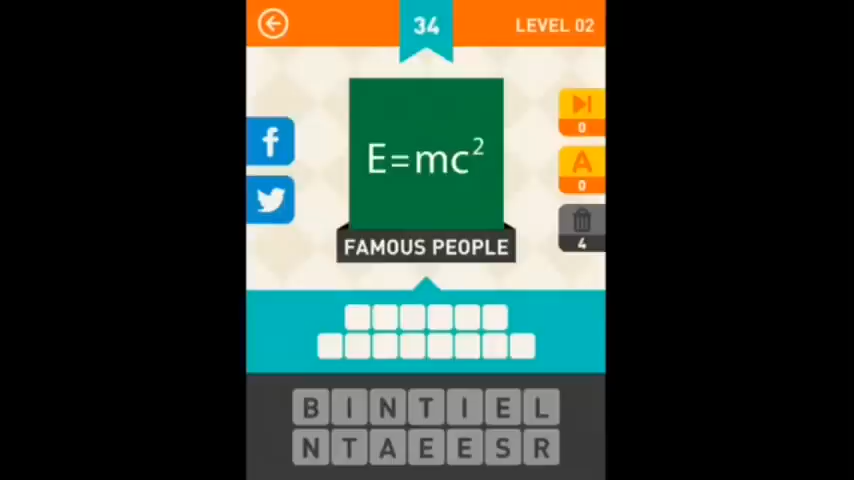 34
LEVEL 02
f
0
E=mc²
A
0
4
FAMOUS PEOPLE
B I N T I E L
N T A E E S R